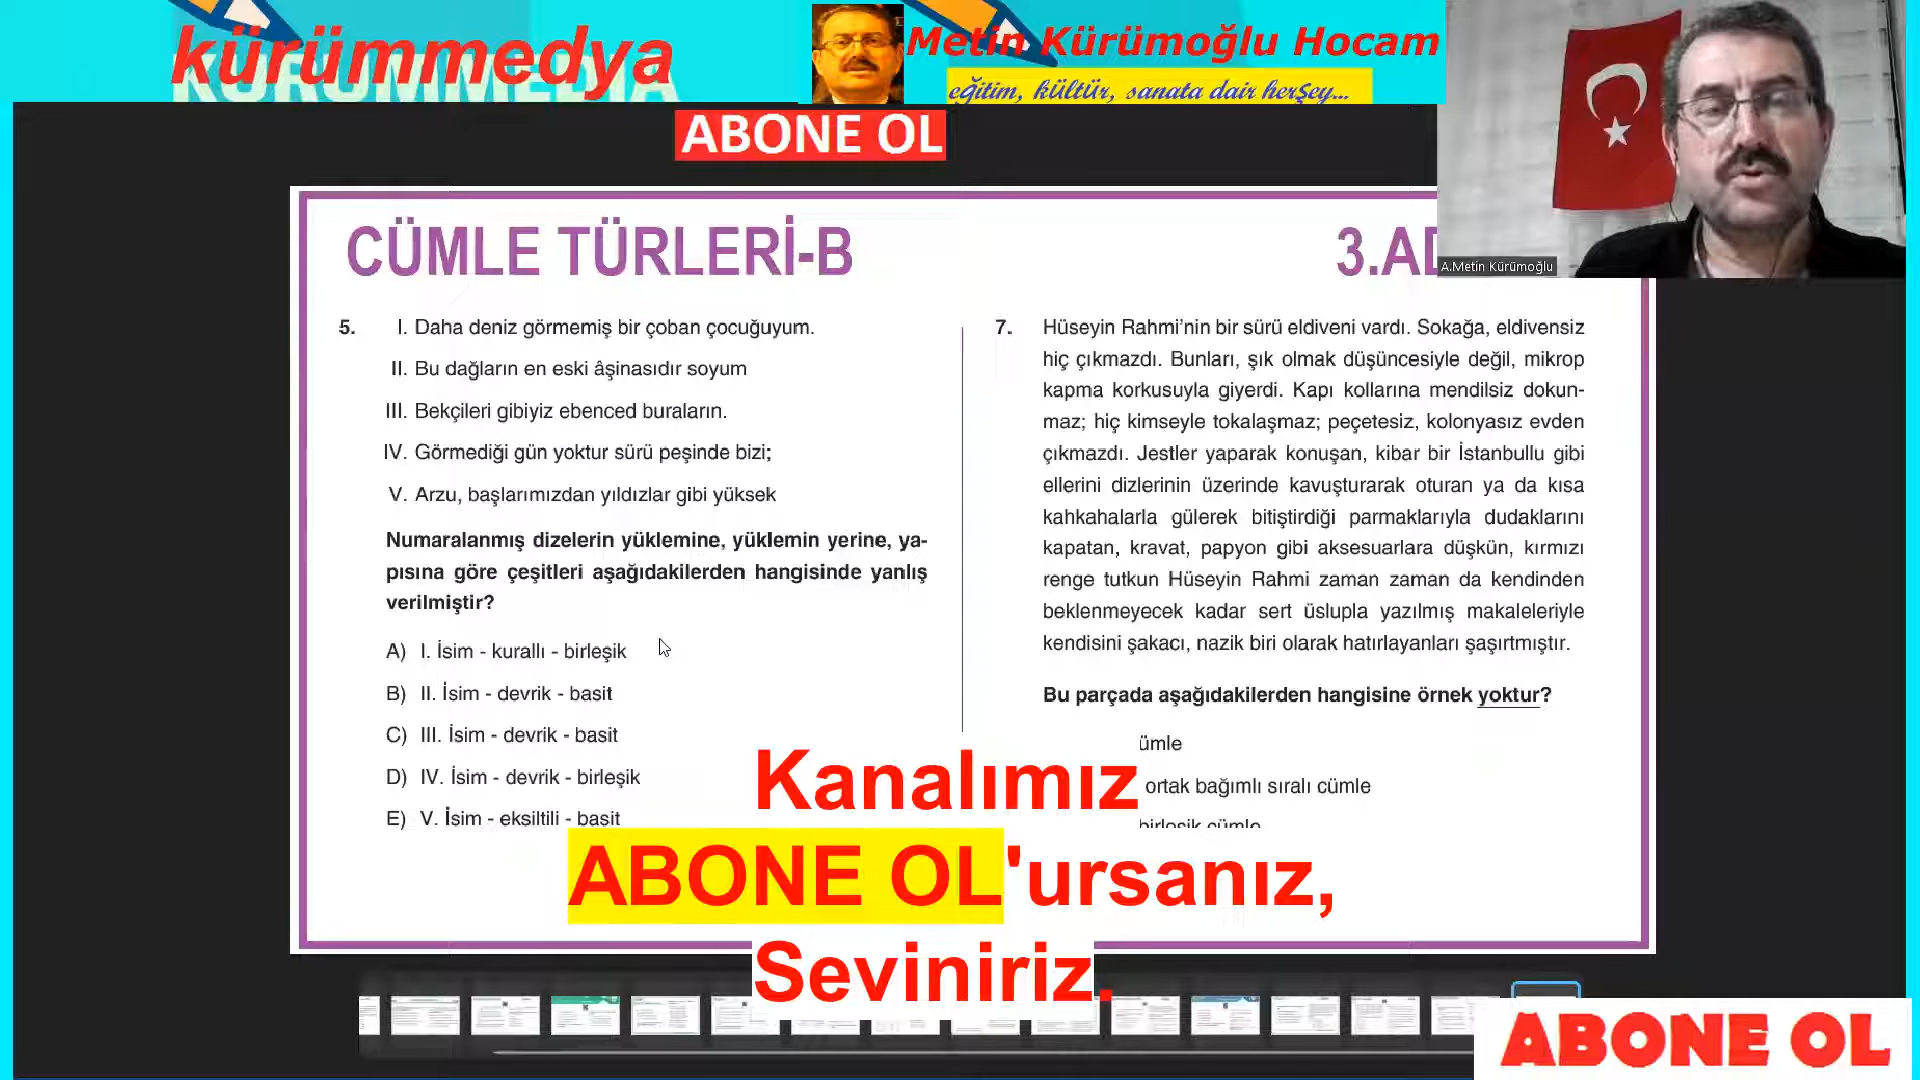 kürümmedya
KÜRÜMMEDİA
Metin Kürümoğlu Hocam
eğitim, kültür, sanata dair herşey...
ABONE OL
A.Metin Kürümoğlu
CÜMLE TÜRLERİ-B
3.AD
5. I. Daha deniz görmemiş bir çoban çocuğuyum.
II. Bu dağların en eski âşinasıdır soyum
III. Bekçileri gibiyiz ebenced buraların.
IV. Görmediği gün yoktur sürü peşinde bizi;
V. Arzu, başlarımızdan yıldızlar gibi yüksek
Numaralanmış dizelerin yüklemine, yüklemin yerine, ya-
pısına göre çeşitleri aşağıdakilerden hangisinde yanlış
verilmiştir?
A) I. İsim - kurallı - birleşik
B) II. İsim - devrik - basit
C) III. İsim - devrik - basit
D) IV. İsim - devrik - birleşik
E) V. İsim - eksiltili - basit
7. Hüseyin Rahmi'nin bir sürü eldiveni vardı. Sokağa, eldivensiz
hiç çıkmazdı. Bunları, şık olmak düşüncesiyle değil, mikrop
kapma korkusuyla giyerdi. Kapı kollarına mendilsiz dokun-
maz; hiç kimseyle tokalaşmaz; peçetesiz, kolonyasız evden
çıkmazdı. Jestler yaparak konuşan, kibar bir İstanbullu gibi
ellerini dizlerinin üzerinde kavuşturarak oturan ya da kısa
kahkahalarla gülerek bitiştirdiği parmaklarıyla dudaklarını
kapatan, kravat, papyon gibi aksesuarlara düşkün, kırmızı
renge tutkun Hüseyin Rahmi zaman zaman da kendinden
beklenmeyecek kadar sert üslupla yazılmış makaleleriyle
kendisini şakacı, nazik biri olarak hatırlayanları şaşırtmıştır.
Bu parçada aşağıdakilerden hangisine örnek yoktur?
ümle
ortak bağımlı sıralı cümle
birleşik cümle
Kanalımız
ABONE OL'ursanız,
Seviniriz.
ABONE OL